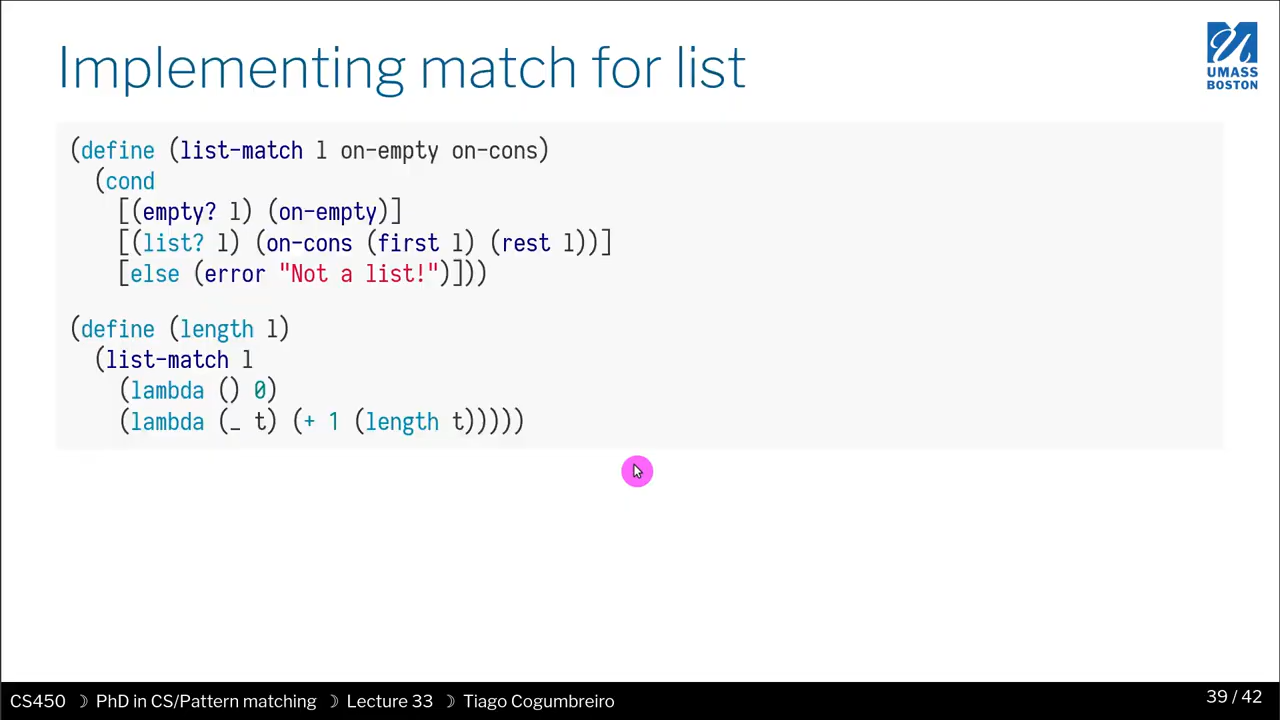 Implementing match for list
UMASS
BOSTON
(define (list-match l on-empty on-cons)
(cond
[(empty? l) (on-empty)]
[(list? l) (on-cons (first l) (rest l))]
[else (error "Not a list!")]))
(define (length l)
(list-match l
(lambda () 0)
(lambda (_ t) (+ 1 (length t)))))
CS450 ☽ PhD in CS/Pattern matching ☽ Lecture 33 ☽ Tiago Cogumbreiro
39 / 42